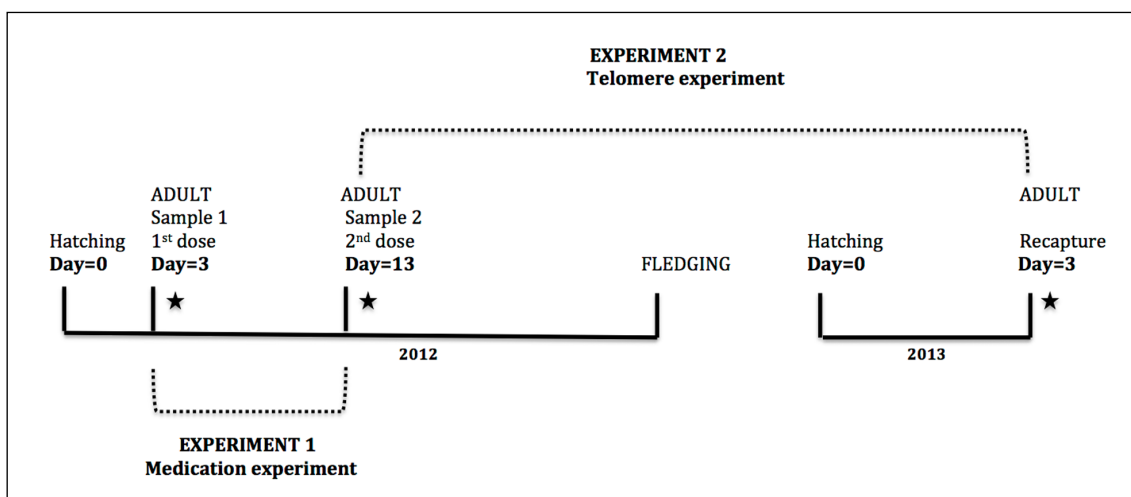 EXPERIMENT 2
Telomere experiment
ADULT
Sample 1
1st dose
Day=3
ADULT
Sample 2
2nd dose
Day=13
ADULT
Recapture
Day=3
Hatching
Day=0
FLEDGING
Hatching
Day=0
2012
2013
EXPERIMENT 1
Medication experiment